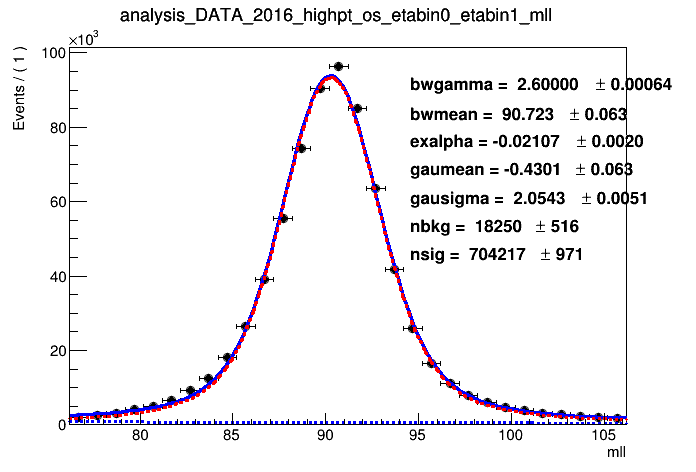 analysis_DATA_2016_highpt_os_etabin0_etabin1_mll
×10³
Events / ( 1 )
100
80
60
40
20
0
bwgamma = 2.60000 ± 0.00064
bwmean = 90.723 ± 0.063
exalpha = -0.02107 ± 0.0020
gaumean = -0.4301 ± 0.063
gausigma = 2.0543 ± 0.0051
nbkg = 18250 ± 516
nsig = 704217 ± 971
80 85 90 95 100 105
mll